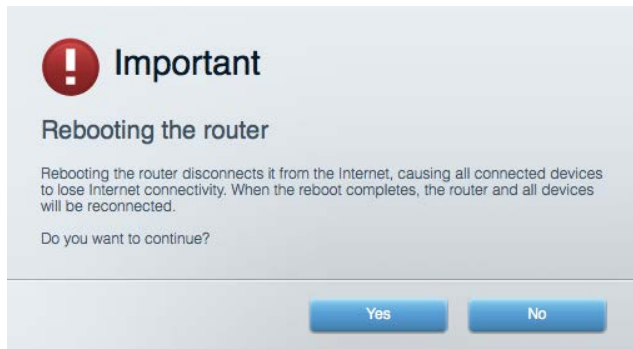 Important
Rebooting the router
Rebooting the router disconnects it from the Internet, causing all connected devices
to lose Internet connectivity. When the reboot completes, the router and all devices
will be reconnected.
Do you want to continue?
Yes
No